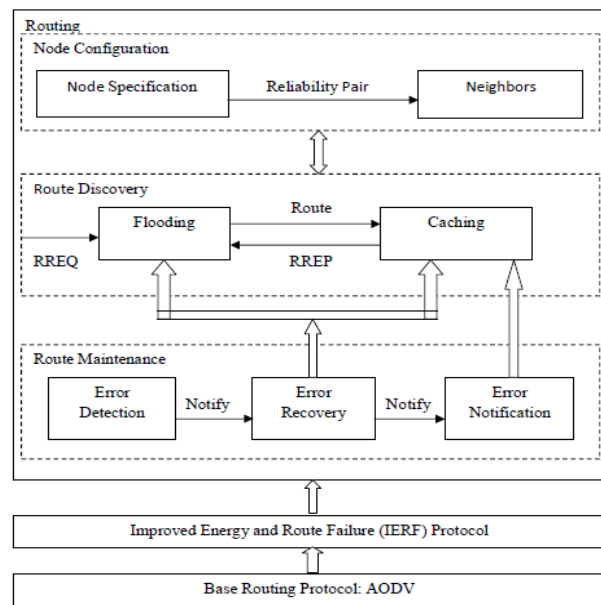 Routing
Node Configuration
Node Specification
Reliability Pair
Neighbors
Route Discovery
Flooding
Route
Caching
RREQ
RREP
Route Maintenance
Error
Detection
Notify
Error
Recovery
Notify
Error
Notification
Improved Energy and Route Failure (IERF) Protocol
Base Routing Protocol: AODV